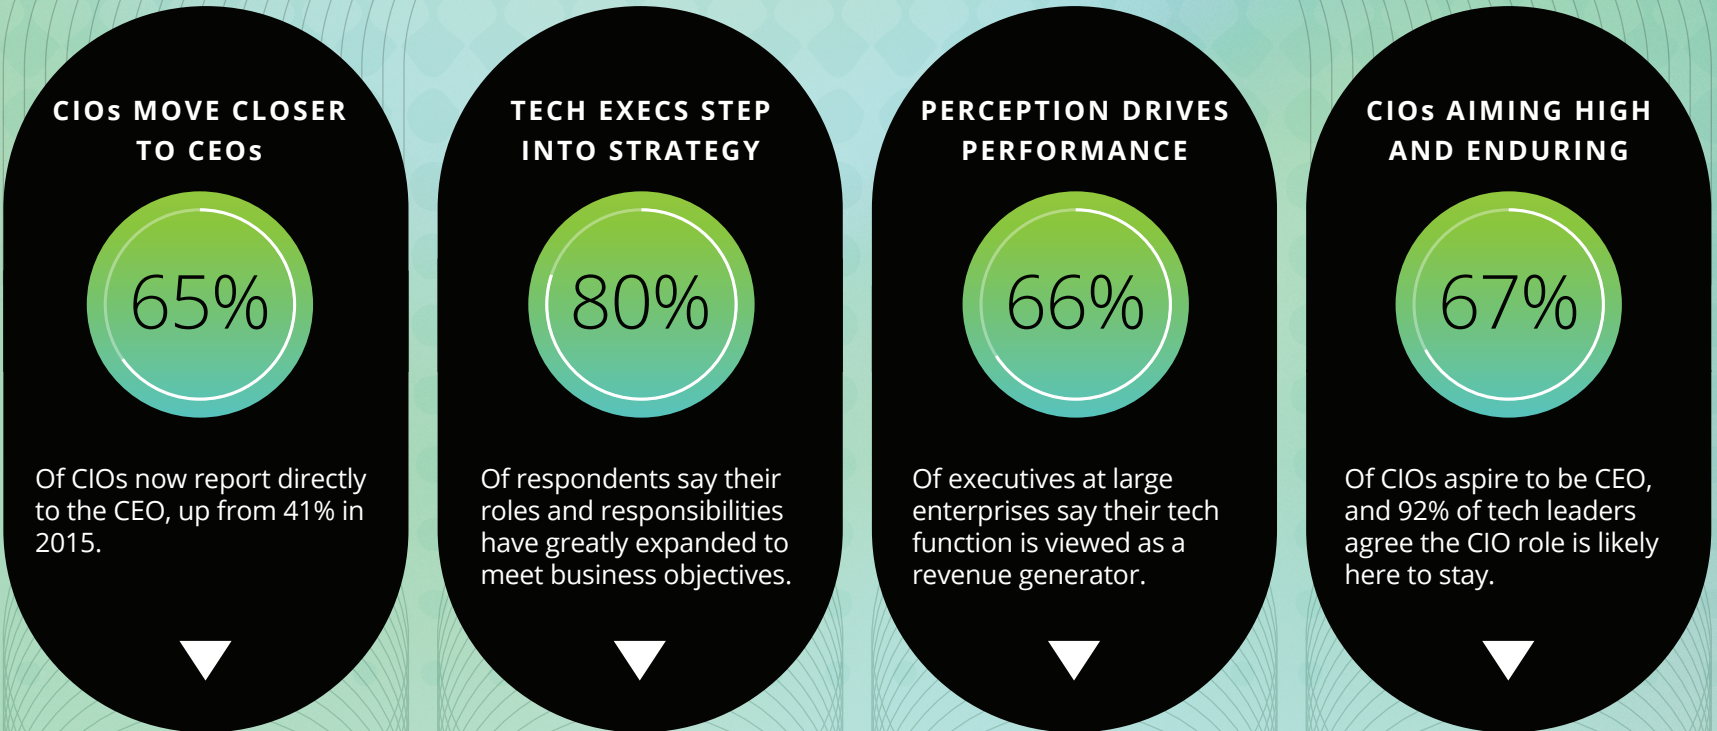 CIOs MOVE CLOSER
TO CEOs
65%
Of CIOs now report directly
to the CEO, up from 41% in
2015.
TECH EXECS STEP
INTO STRATEGY
80%
Of respondents say their
roles and responsibilities
have greatly expanded to
meet business objectives.
PERCEPTION DRIVES
PERFORMANCE
66%
Of executives at large
enterprises say their tech
function is viewed as a
revenue generator.
CIOs AIMING HIGH
AND ENDURING
67%
Of CIOs aspire to be CEO,
and 92% of tech leaders
agree the CIO role is likely
here to stay.